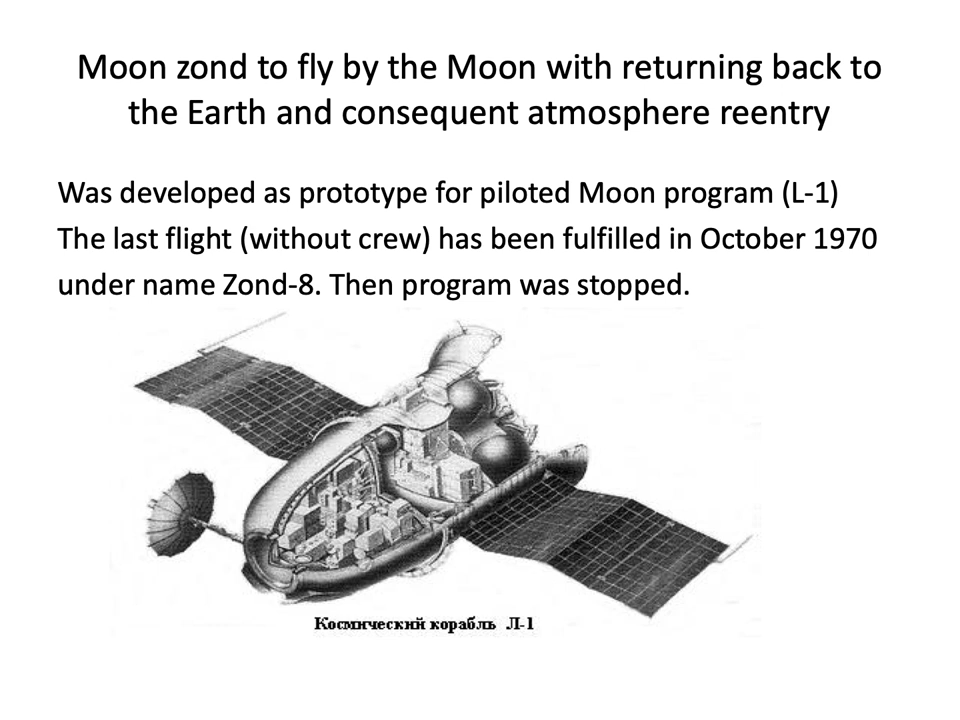 Moon zond to fly by the Moon with returning back to
the Earth and consequent atmosphere reentry
Was developed as prototype for piloted Moon program (L-1)
The last flight (without crew) has been fulfilled in October 1970
under name Zond-8. Then program was stopped.
Космический корабль Л-1